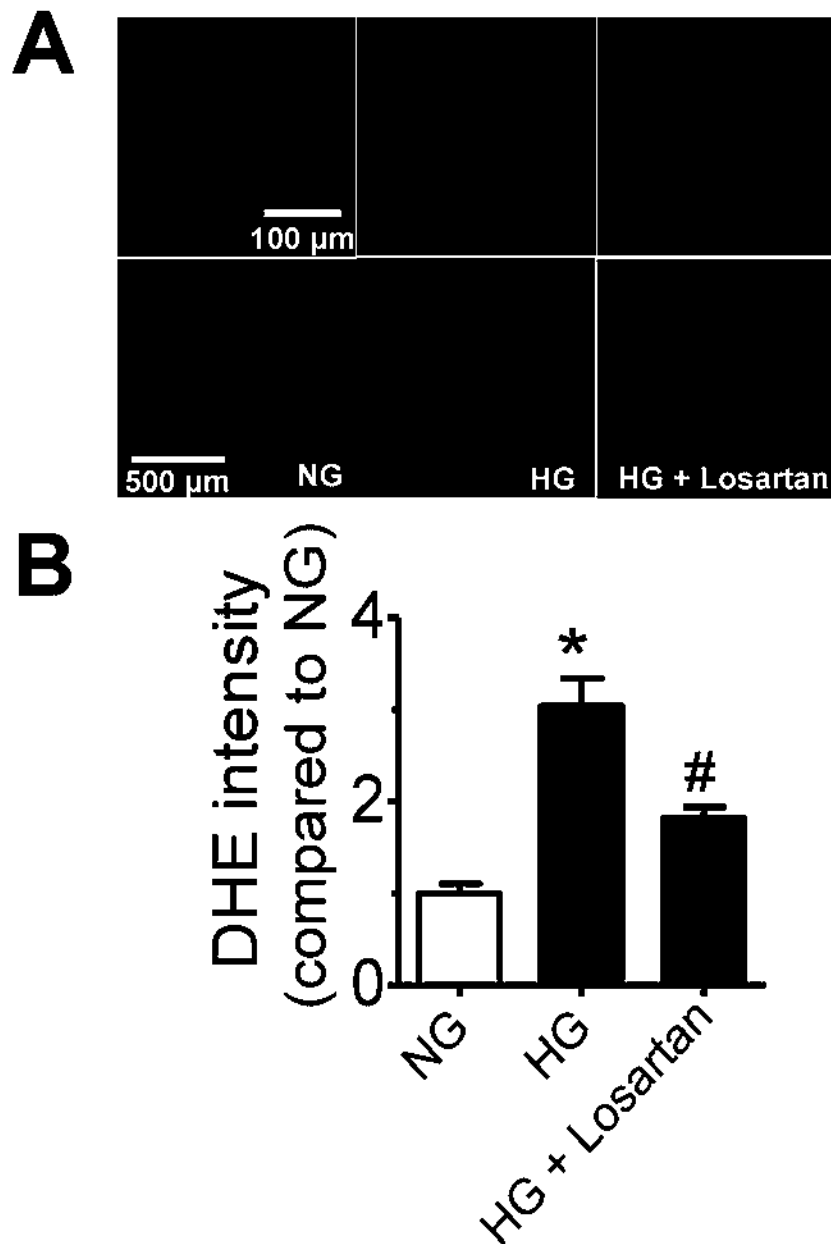 A
100 µm
500 µm
NG
HG
HG + Losartan
B
DHE intensity
(compared to NG)
4
*
#
2
0
NG
HG
HG + Losartan